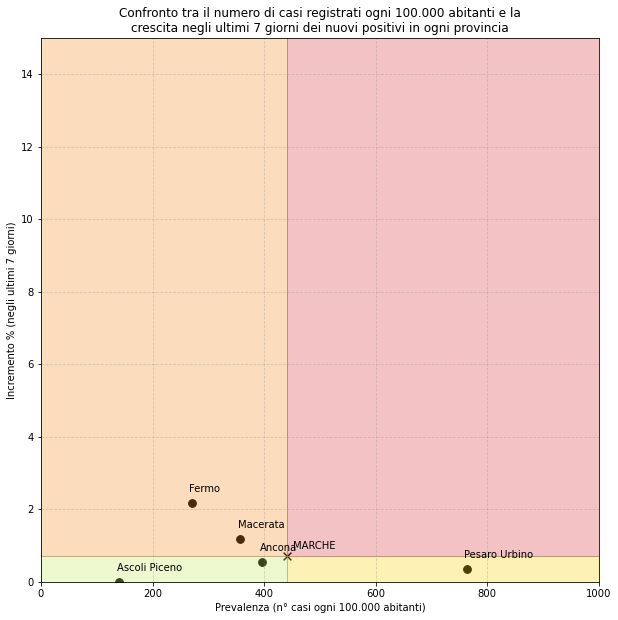 Confronto tra il numero di casi registrati ogni 100.000 abitanti e la
crescita negli ultimi 7 giorni dei nuovi positivi in ogni provincia
14
12
10
8
6
4
2
0
Incremento % (negli ultimi 7 giorni)
Fermo
Macerata
Ancona
MARCHE
Pesaro Urbino
Ascoli Piceno
0 200 400 600 800 1000
Prevalenza (n° casi ogni 100.000 abitanti)